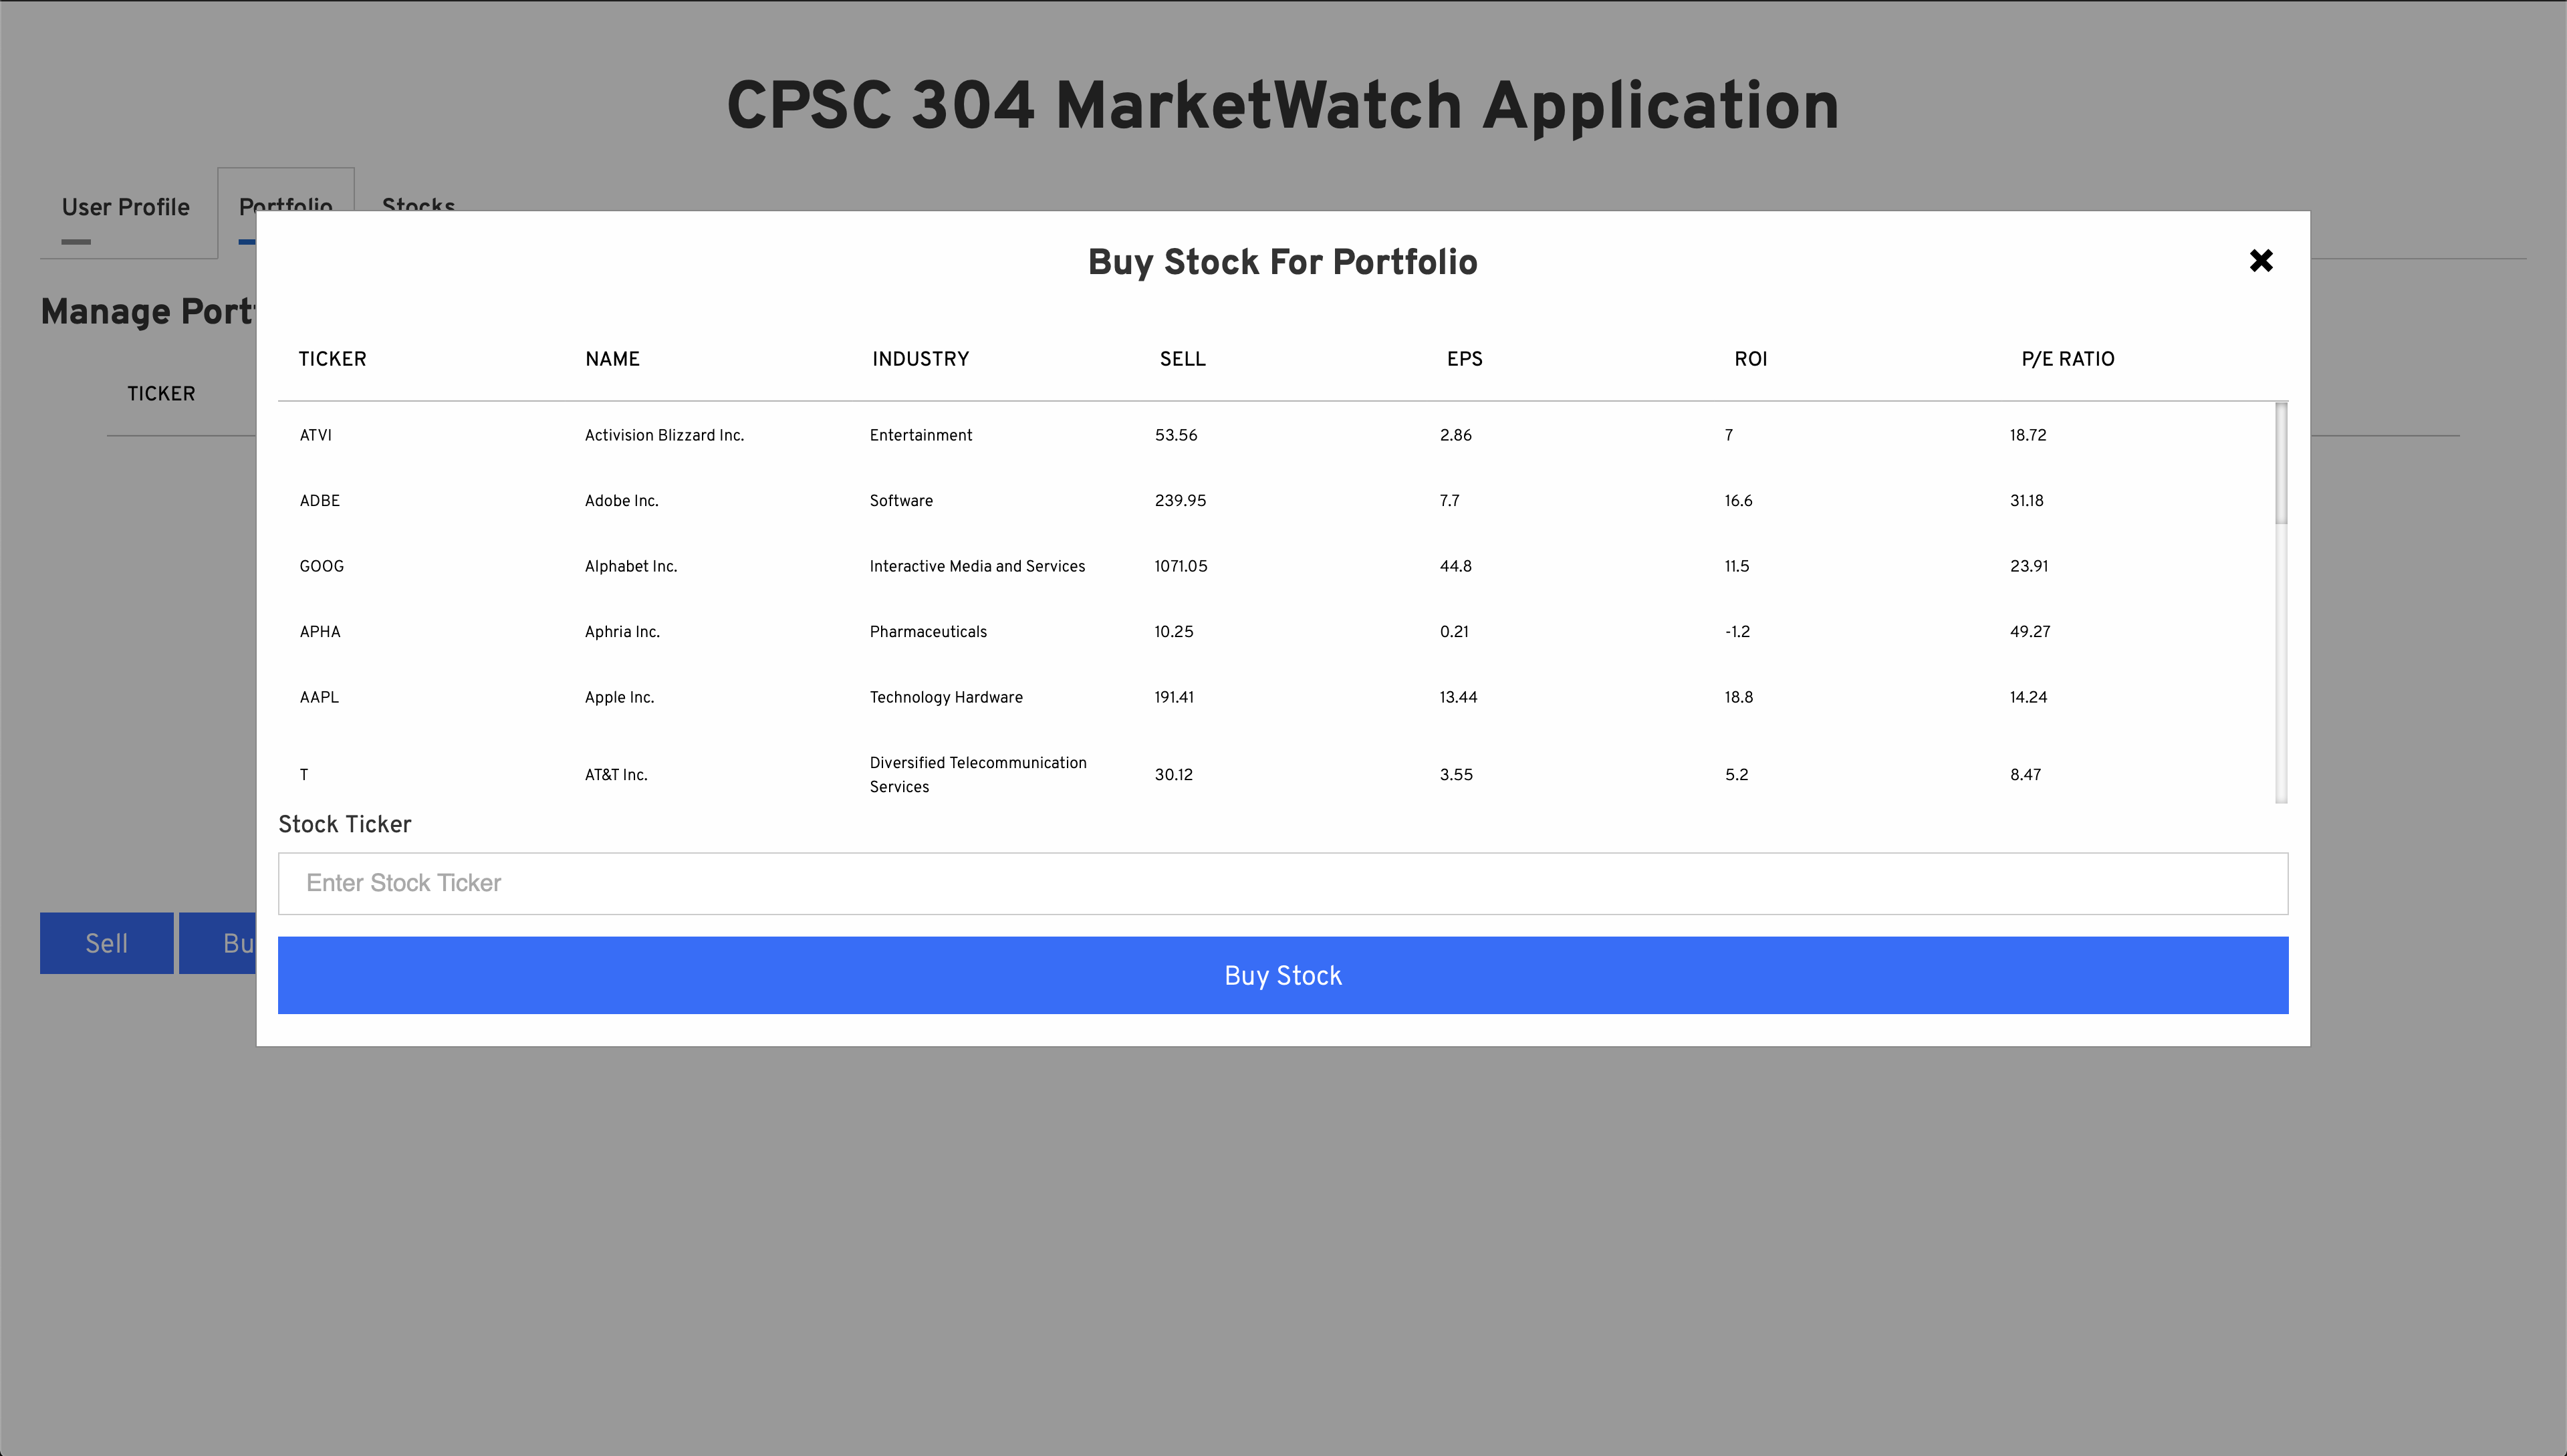 CPSC 304 MarketWatch Application
User Profile Portfolio Stocks
Buy Stock For Portfolio
Manage Port
TICKER
TICKER NAME INDUSTRY SELL EPS ROI P/E RATIO
ATVI Activision Blizzard Inc. Entertainment 53.56 2.86 7 18.72
ADBE Adobe Inc. Software 239.95 7.7 16.6 31.18
GOOG Alphabet Inc. Interactive Media and Services 1071.05 44.8 11.5 23.91
APHA Aphria Inc. Pharmaceuticals 10.25 0.21 -1.2 49.27
AAPL Apple Inc. Technology Hardware 191.41 13.44 18.8 14.24
T AT&T Inc. Diversified Telecommunication Services 30.12 3.55 5.2 8.47
Stock Ticker
Enter Stock Ticker
Sell Bu
Buy Stock